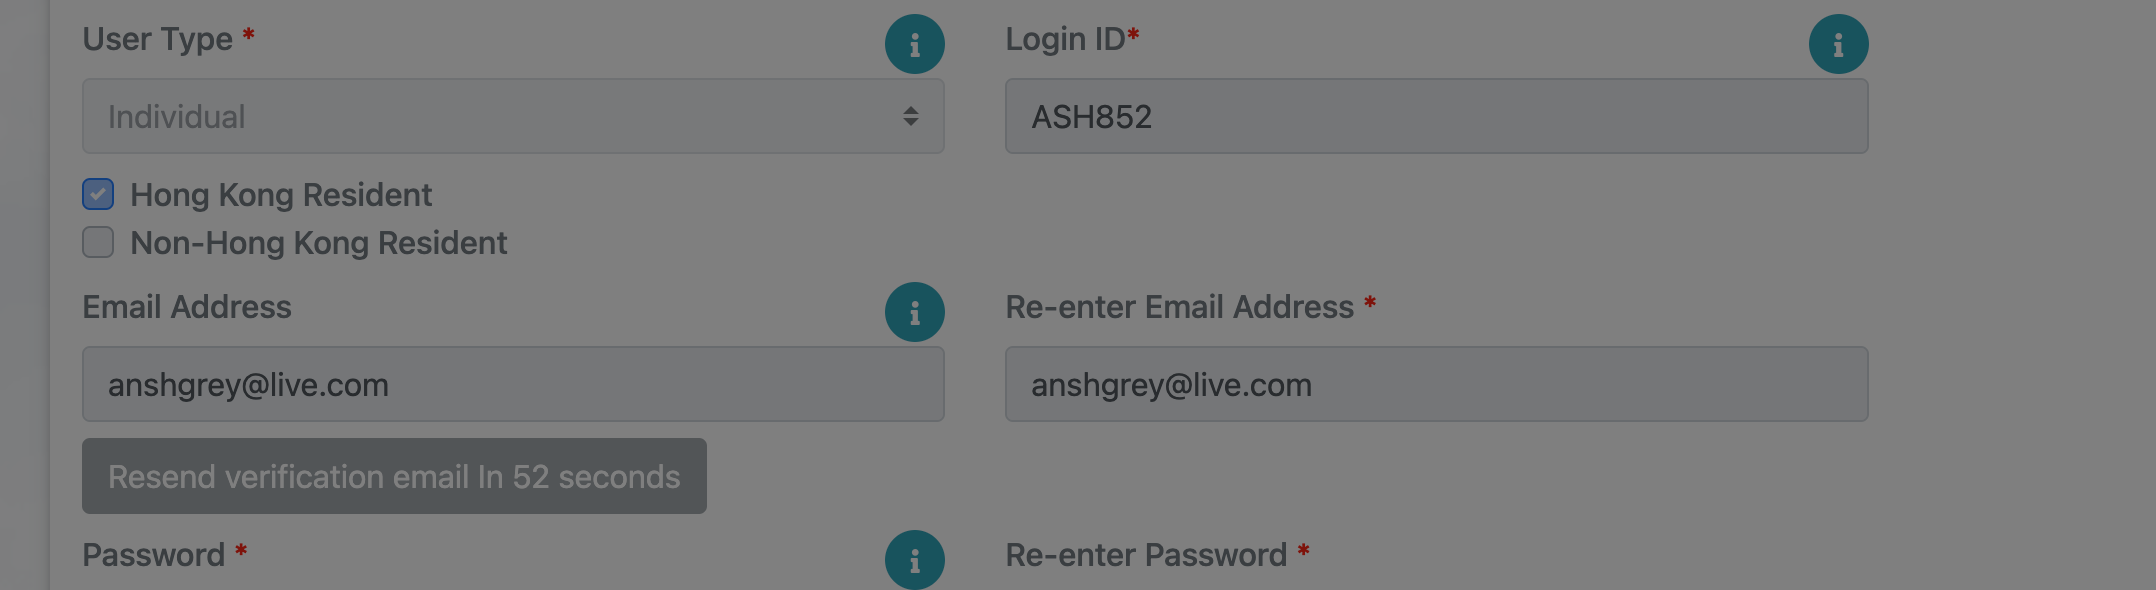 User Type *
Login ID*
Individual
ASH852
Hong Kong Resident
Non-Hong Kong Resident
Email Address
Re-enter Email Address *
anshgrey@live.com
anshgrey@live.com
Resend verification email In 52 seconds
Password *
Re-enter Password *